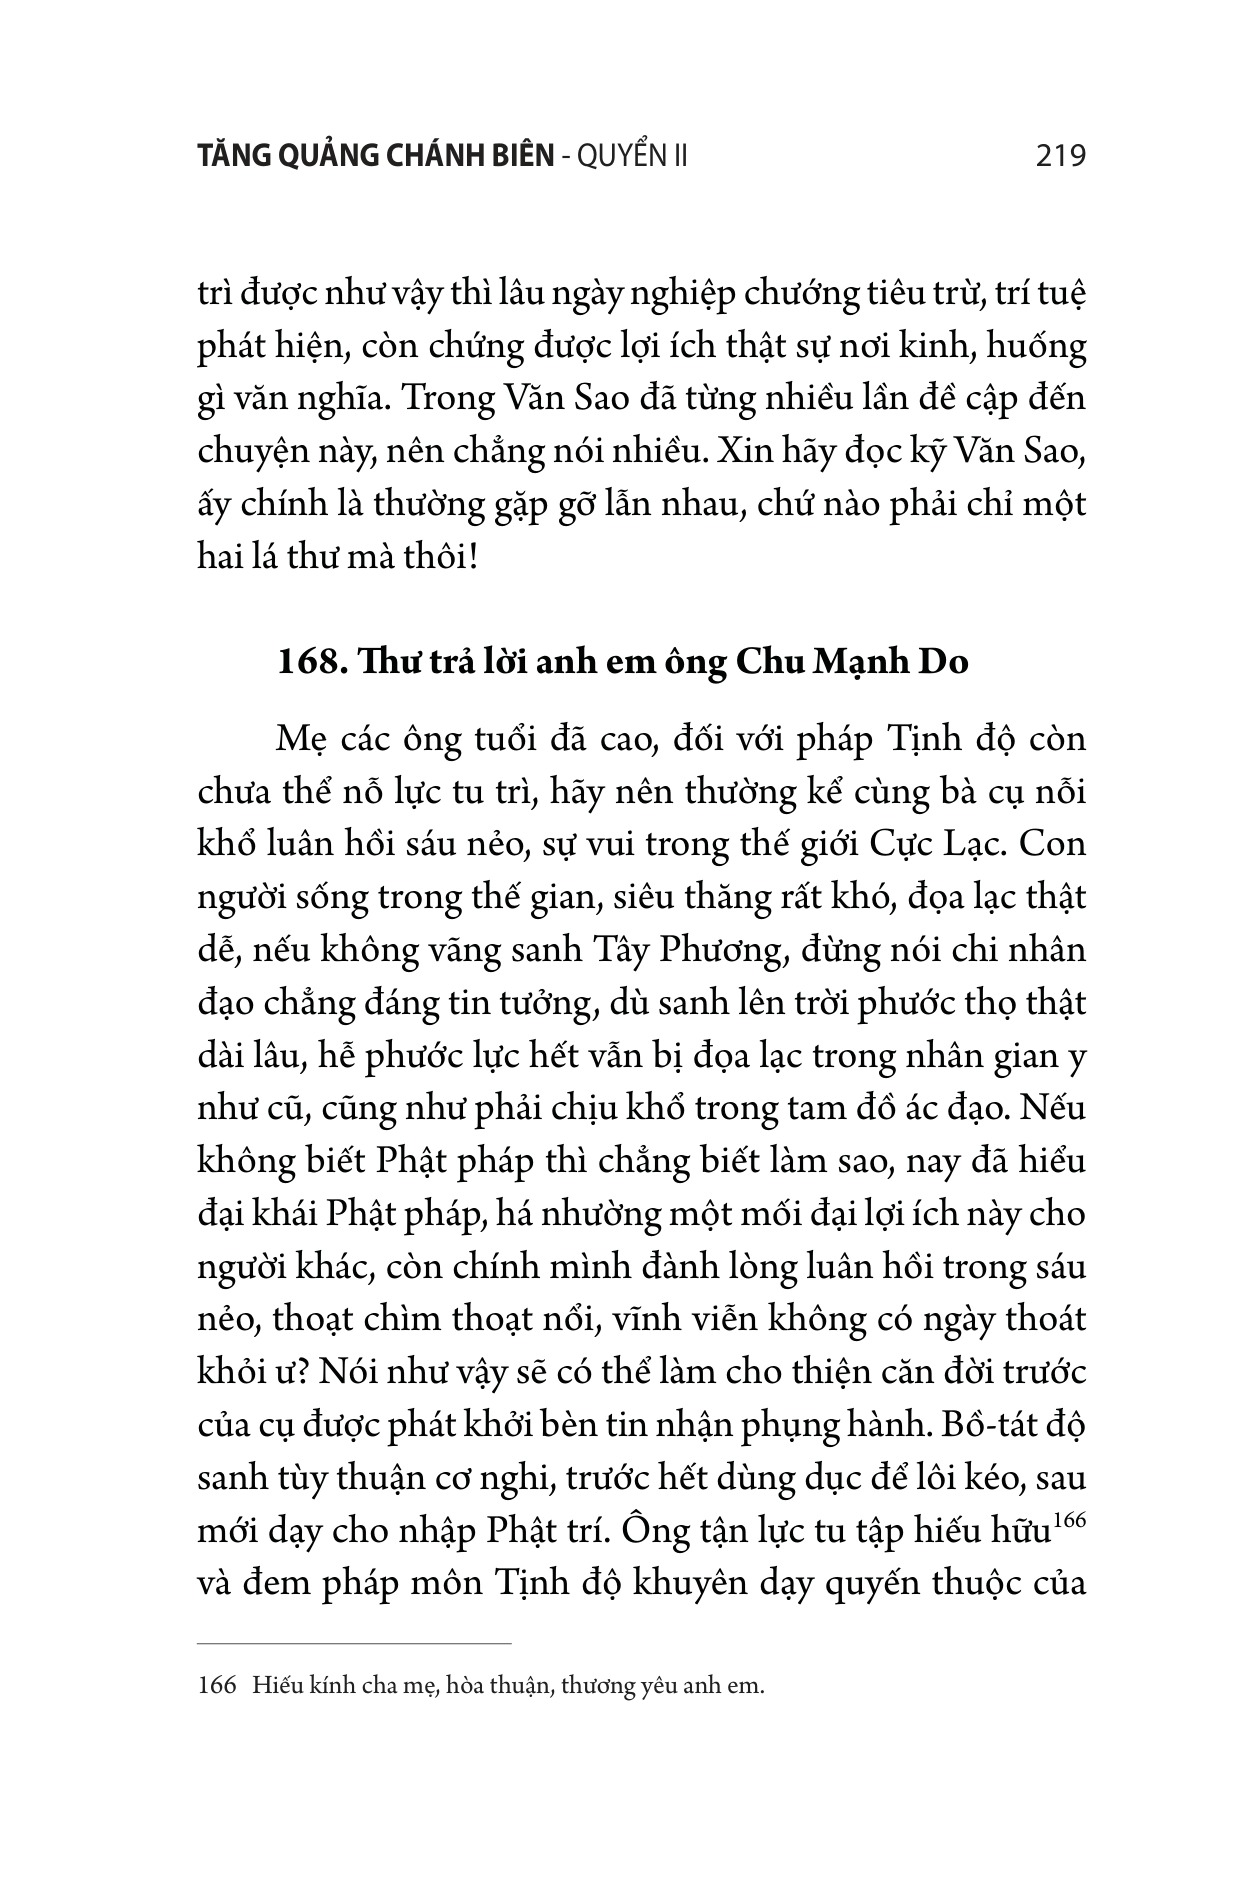 TĂNG QUẢNG CHÁNH BIÊN - QUYỂN II 219
trì được như vậy thì lâu ngày nghiệp chướng tiêu trừ, trí tuệ
phát hiện, còn chứng được lợi ích thật sự nơi kinh, huống
gì văn nghĩa. Trong Văn Sao đã từng nhiều lần đề cập đến
chuyện này, nên chẳng nói nhiều. Xin hãy đọc kỹ Văn Sao,
ấy chính là thường gặp gỡ lẫn nhau, chứ nào phải chỉ một
hai lá thư mà thôi!
168. Thư trả lời anh em ông Chu Mạnh Do
Mẹ các ông tuổi đã cao, đối với pháp Tịnh độ còn
chưa thể nỗ lực tu trì, hãy nên thường kể cùng bà cụ nỗi
khổ luân hồi sáu nẻo, sự vui trong thế giới Cực Lạc. Con
người sống trong thế gian, siêu thăng rất khó, đọa lạc thật
dễ, nếu không vãng sanh Tây Phương, đừng nói chi nhân
đạo chẳng đáng tin tưởng, dù sanh lên trời phước thọ thật
dài lâu, hễ phước lực hết vẫn bị đọa lạc trong nhân gian y
như cũ, cũng như phải chịu khổ trong tam đồ ác đạo. Nếu
không biết Phật pháp thì chẳng biết làm sao, nay đã hiểu
đại khái Phật pháp, há nhường một mối đại lợi ích này cho
người khác, còn chính mình đành lòng luân hồi trong sáu
nẻo, thoạt chìm thoạt nổi, vĩnh viễn không có ngày thoát
khỏi ư? Nói như vậy sẽ có thể làm cho thiện căn đời trước
của cụ được phát khởi bèn tin nhận phụng hành. Bồ-tát độ
sanh tùy thuận cơ nghi, trước hết dùng dục để lôi kéo, sau
mới dạy cho nhập Phật trí. Ông tận lực tu tập hiếu hữu166
và đem pháp môn Tịnh độ khuyên dạy quyến thuộc của
166 Hiếu kính cha mẹ, hòa thuận, thương yêu anh em.